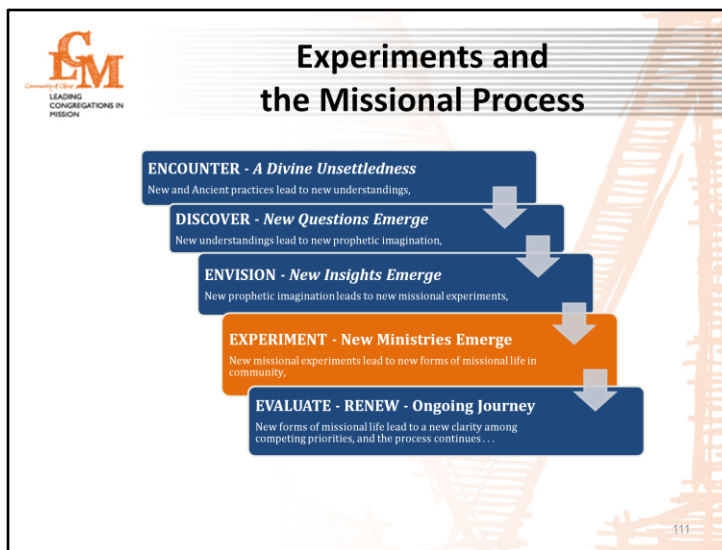 LCM
Community of Christ
LEADING
CONGREGATIONS IN
MISSION
Experiments and
the Missional Process
ENCOUNTER - A Divine Unsettledness
New and Ancient practices lead to new understandings,
DISCOVER - New Questions Emerge
New understandings lead to new prophetic imagination,
ENVISION - New Insights Emerge
New prophetic imagination leads to new missional experiments,
EXPERIMENT - New Ministries Emerge
New missional experiments lead to new forms of missional life in
community,
EVALUATE - RENEW - Ongoing Journey
New forms of missional life lead to a new clarity among
competing priorities, and the process continues . . .
111